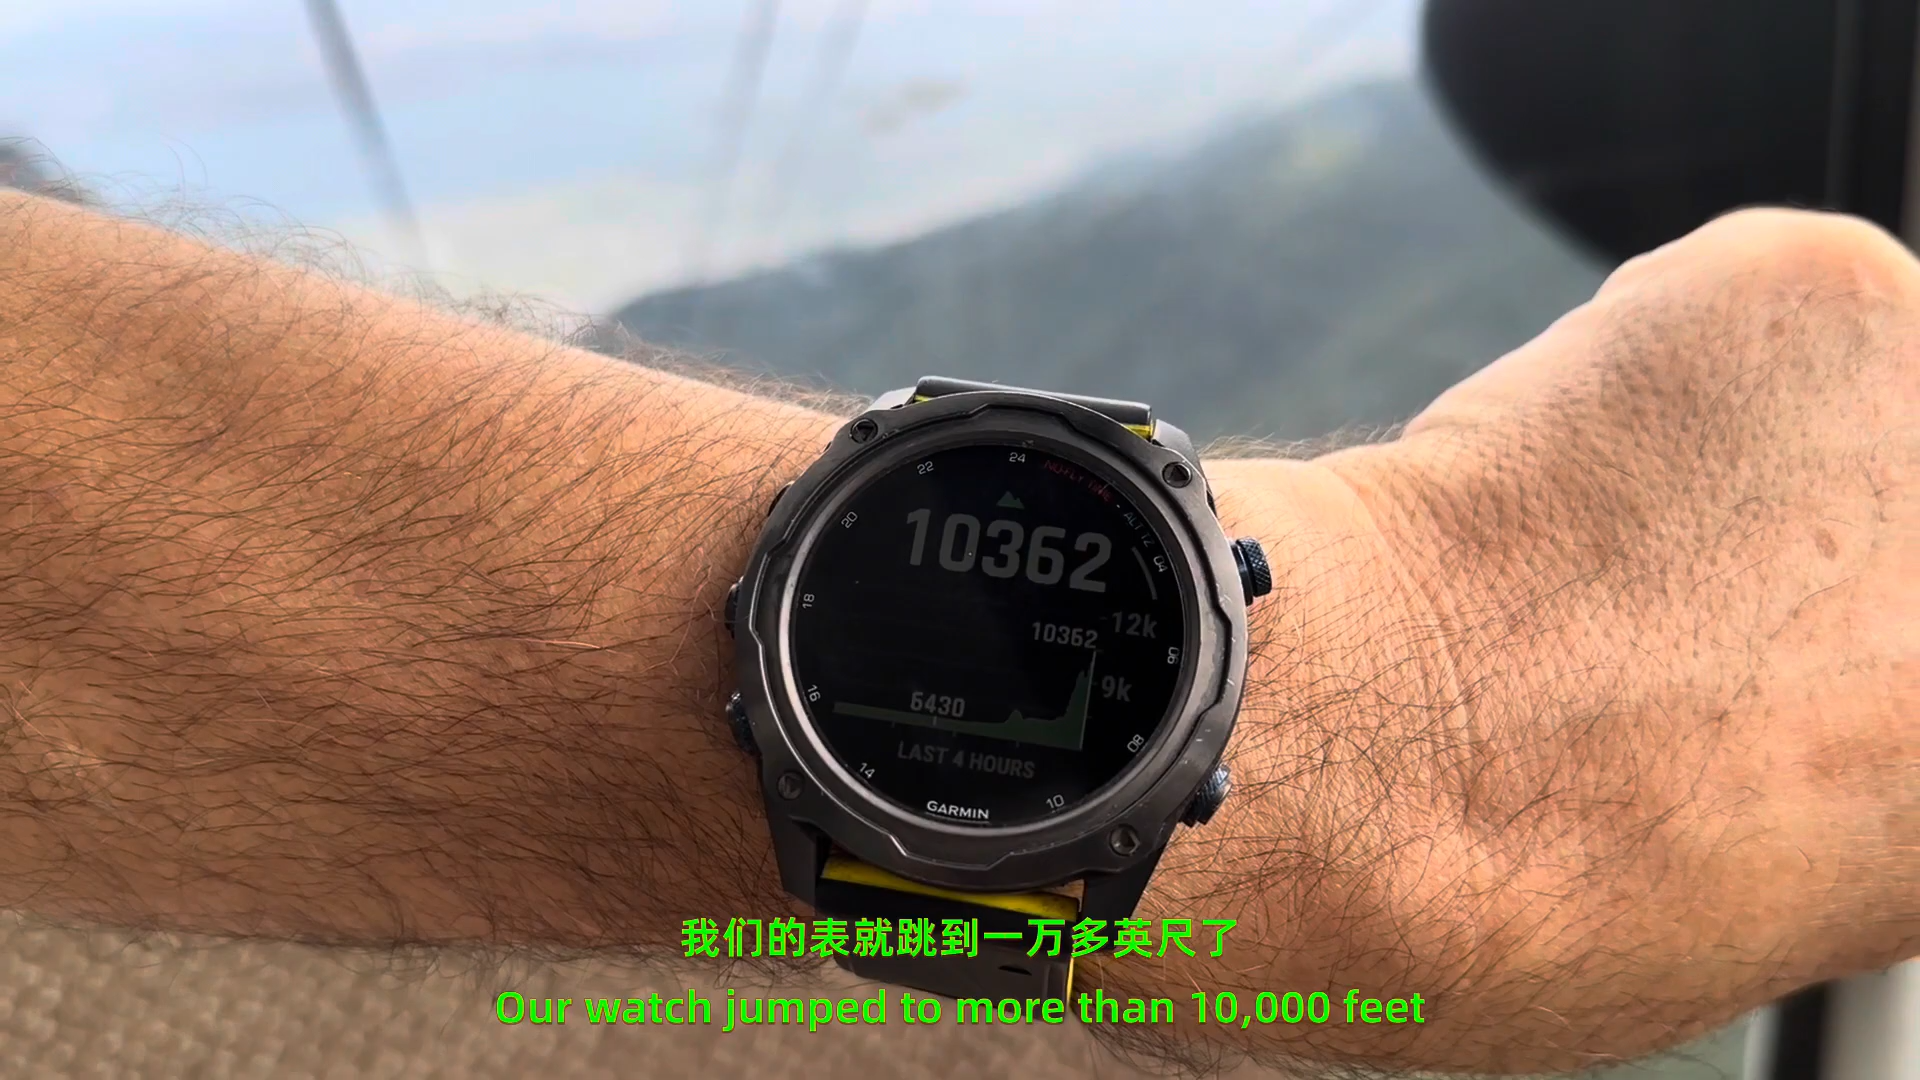 22
24
NO-FLY TIME - ALT 12
20
04
10362
18
12k
10362
06
9k
16
6430
08
LAST 4 HOURS
14
10
GARMIN
我们的表就跳到一万多英尺了
Our watch jumped to more than 10,000 feet